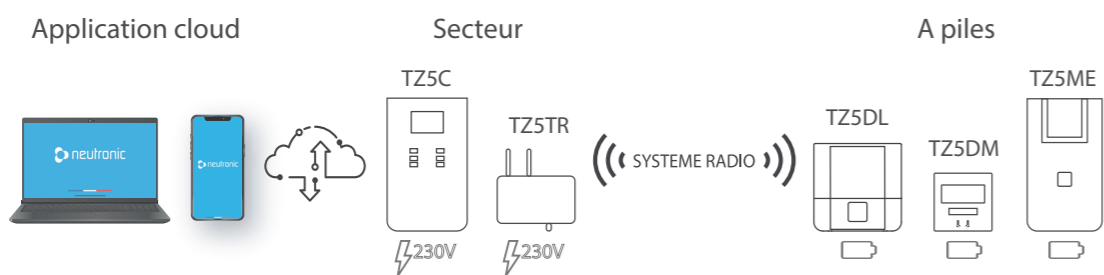 Application cloud
Secteur
A piles
TZ5C
TZ5TR
TZ5DL
TZ5DM
TZ5ME
neutronic
neutronic
SYSTEME RADIO
230V
230V